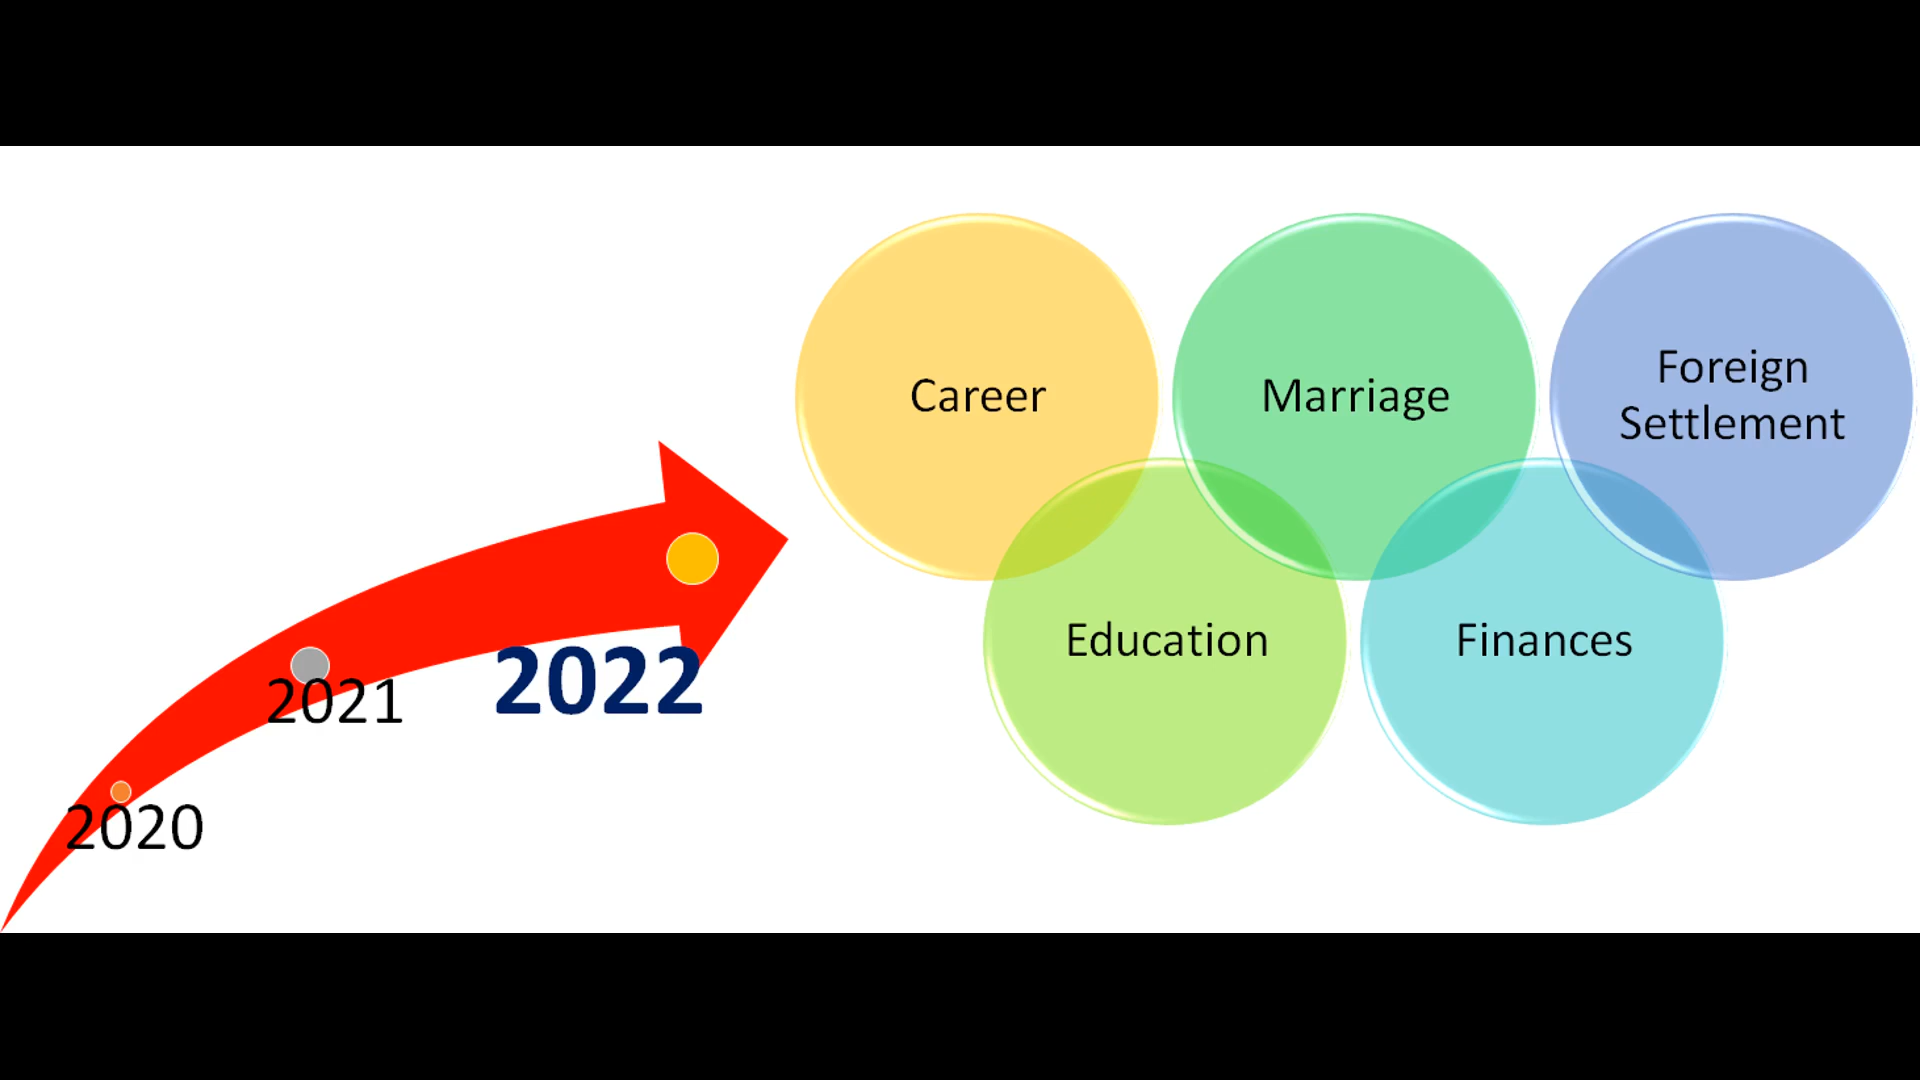 2020
2021
2022
Career
Marriage
Foreign
Settlement
Education
Finances